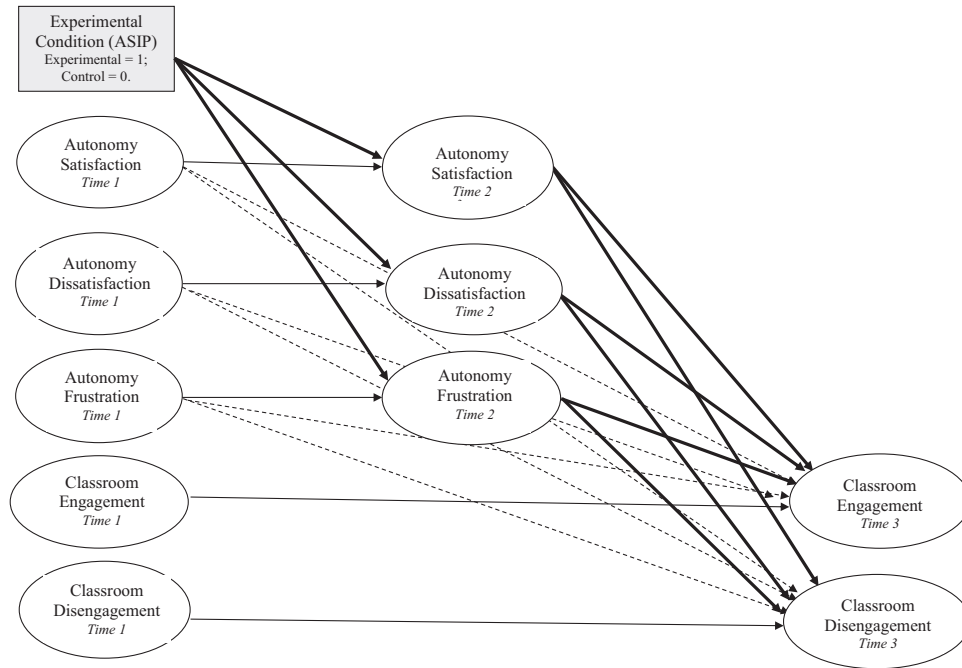 Experimental
Condition (ASIP)
Experimental = 1;
Control = 0.
Autonomy
Satisfaction
Time 1
Autonomy
Satisfaction
Time 2
Autonomy
Dissatisfaction
Time 1
Autonomy
Dissatisfaction
Time 2
Autonomy
Frustration
Time 1
Autonomy
Frustration
Time 2
Classroom
Engagement
Time 1
Classroom
Engagement
Time 3
Classroom
Disengagement
Time 1
Classroom
Disengagement
Time 3